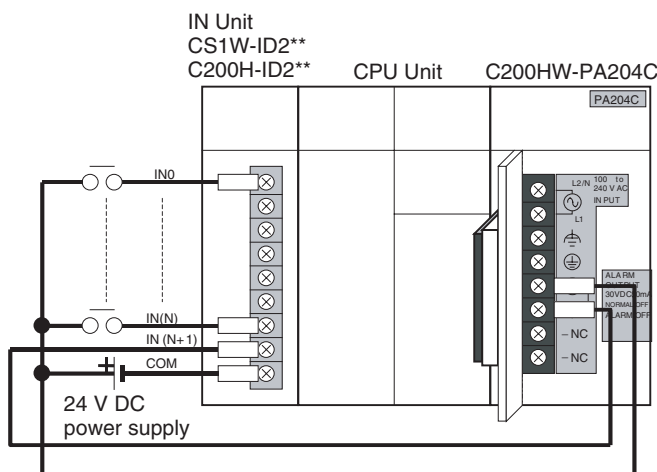 IN Unit
CS1W-ID2**
C200H-ID2**
CPU Unit
C200HW-PA204C
PA204C
IN0
L2/N
100 to
240 V AC
INPUT
L1
ALARM
OUTPUT
30VDC
NORMAL:OFF
ALARM:OFF
IN(N)
IN (N+1)
COM
NC
NC
+
24 V DC
power supply